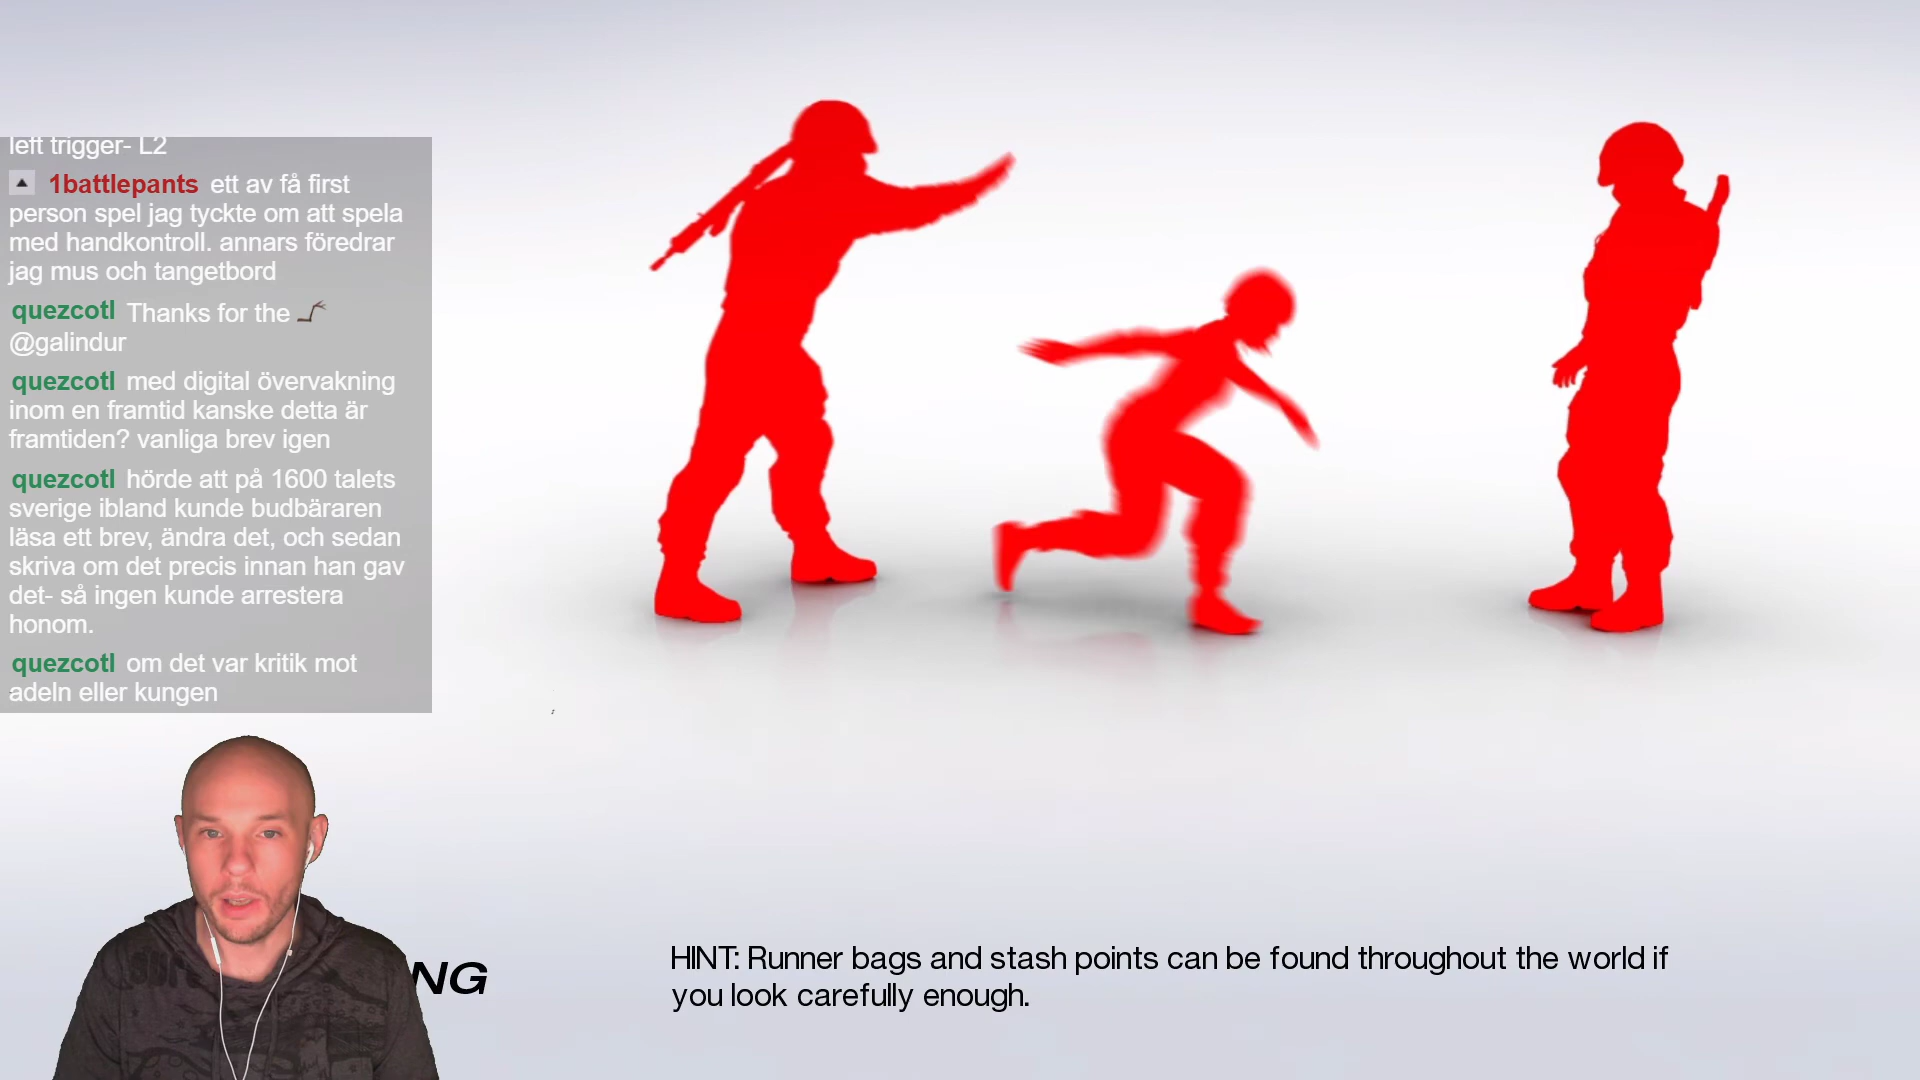 left trigger- L2
1battlepants ett av få first
person spel jag tyckte om att spela
med handkontroll. annars föredrar
jag mus och tangetbord
quezcotl Thanks for the
@galindur
quezcotl med digital övervakning
inom en framtid kanske detta är
framtiden? vanliga brev igen
quezcotl hörde att på 1600 talets
sverige ibland kunde budbäraren
läsa ett brev, ändra det, och sedan
skriva om det precis innan han gav
det- så ingen kunde arrestera
honom.
quezcotl om det var kritik mot
adeln eller kungen
NG
HINT: Runner bags and stash points can be found throughout the world if
you look carefully enough.